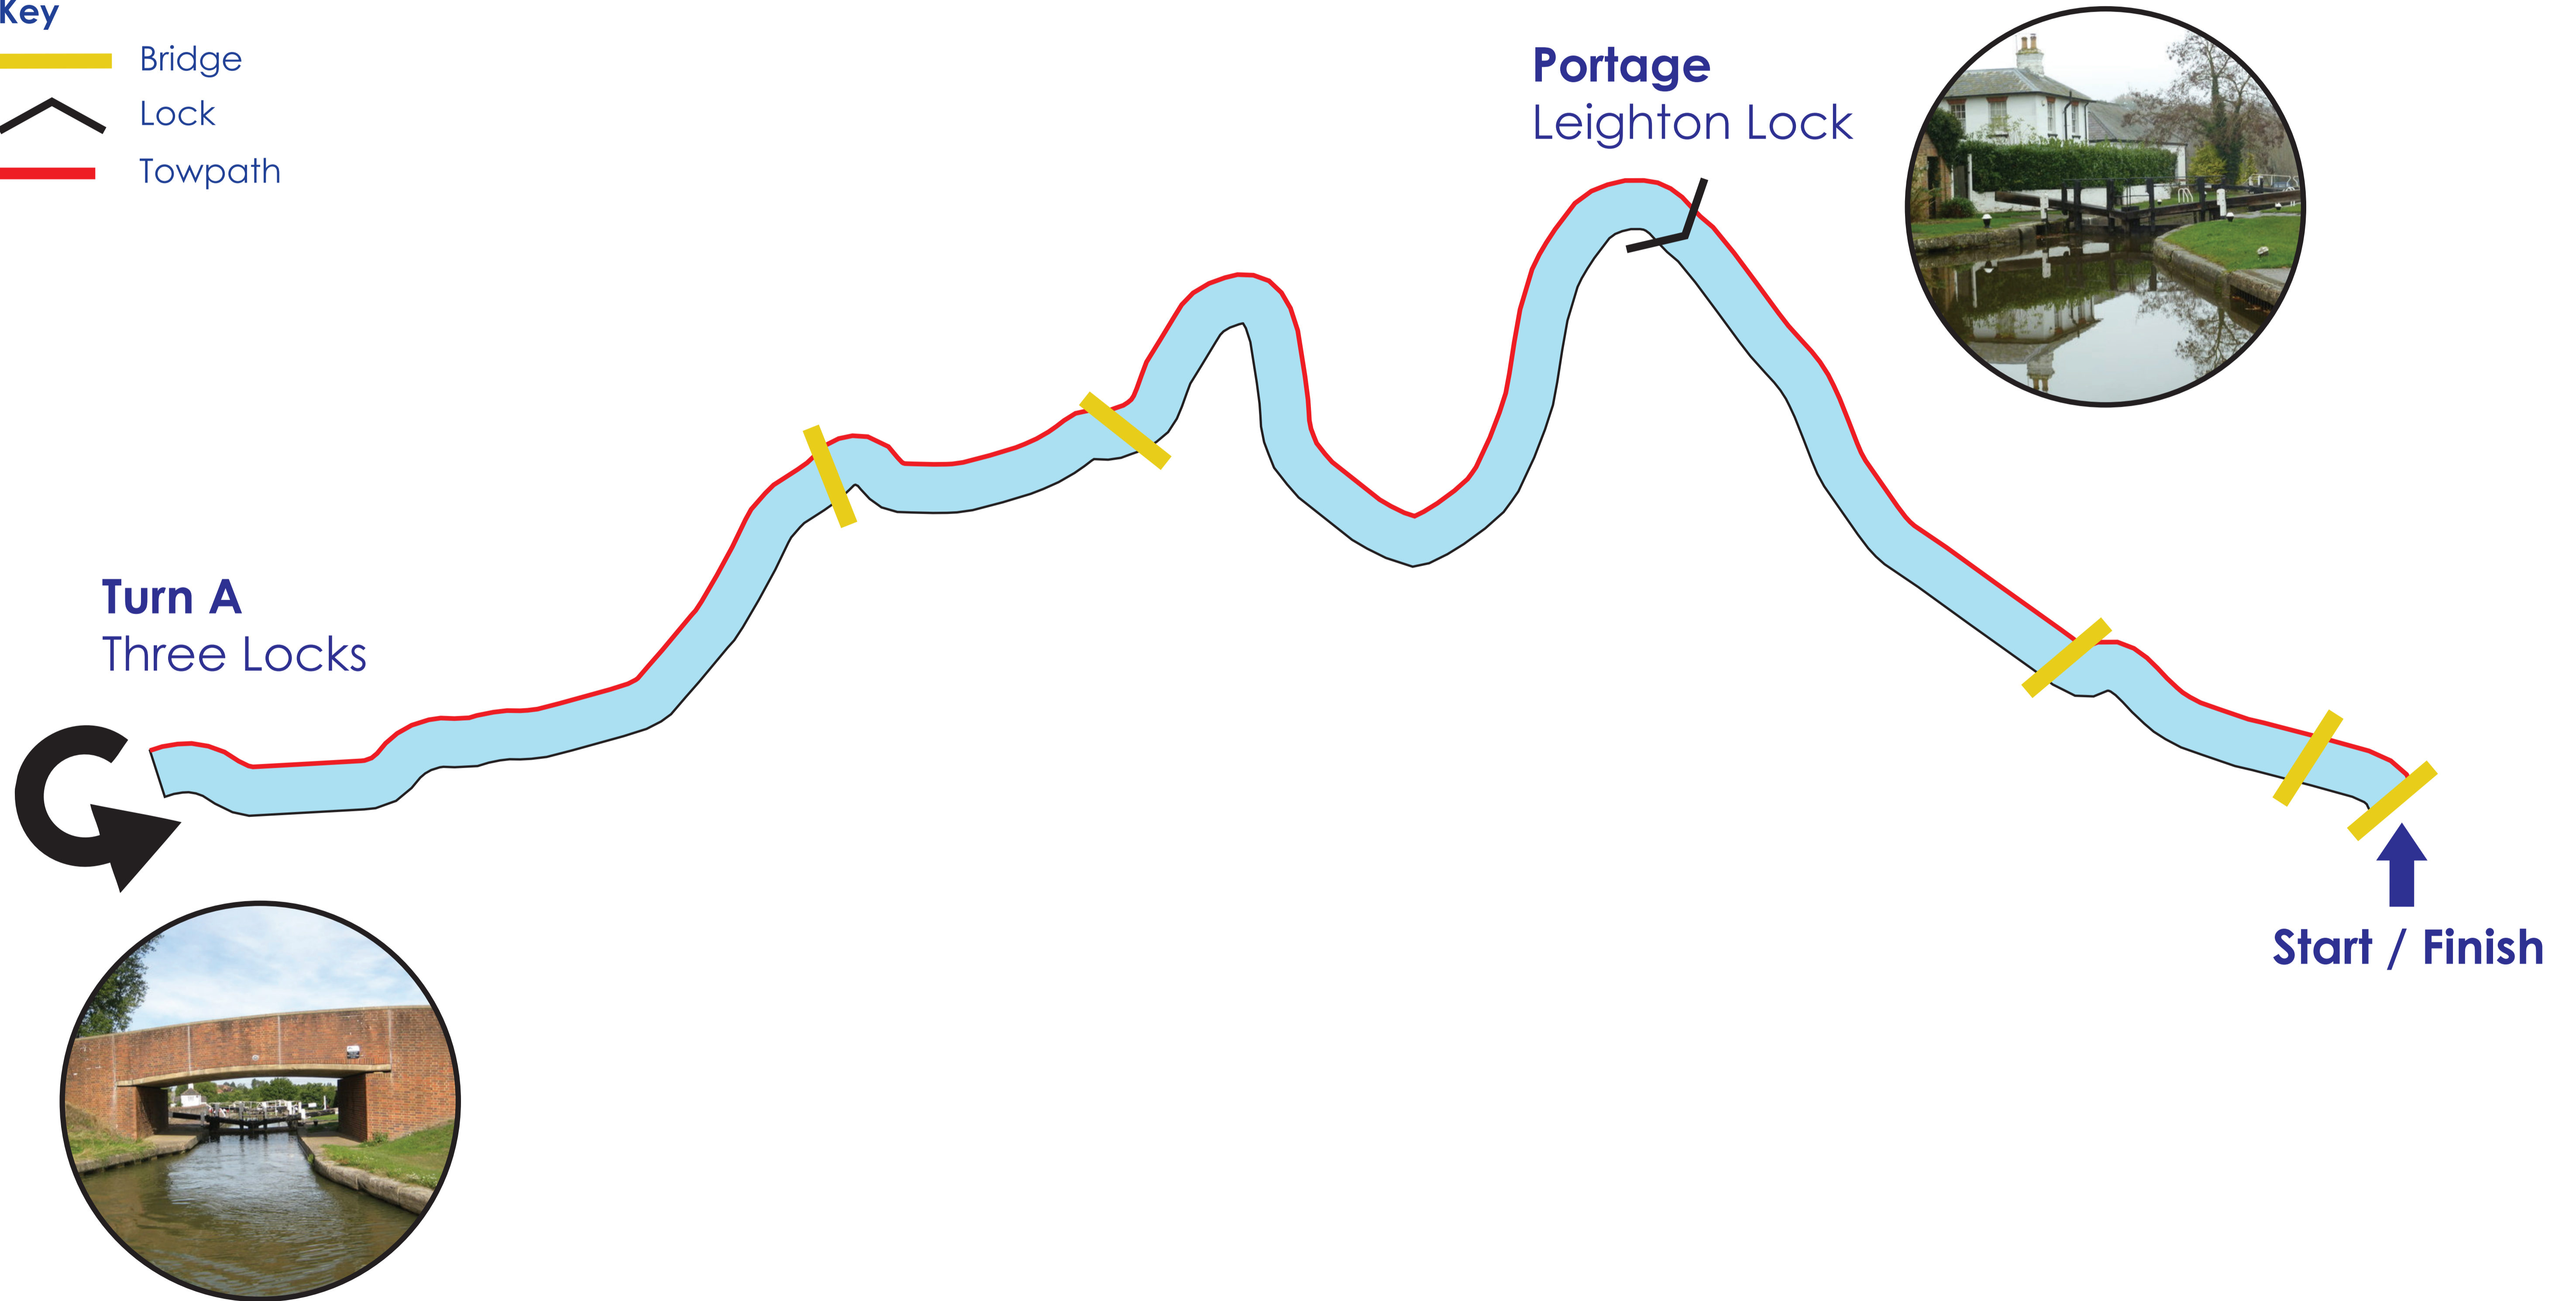 Key
Bridge
Lock
Towpath
Portage
Leighton Lock
Turn A
Three Locks
Start / Finish